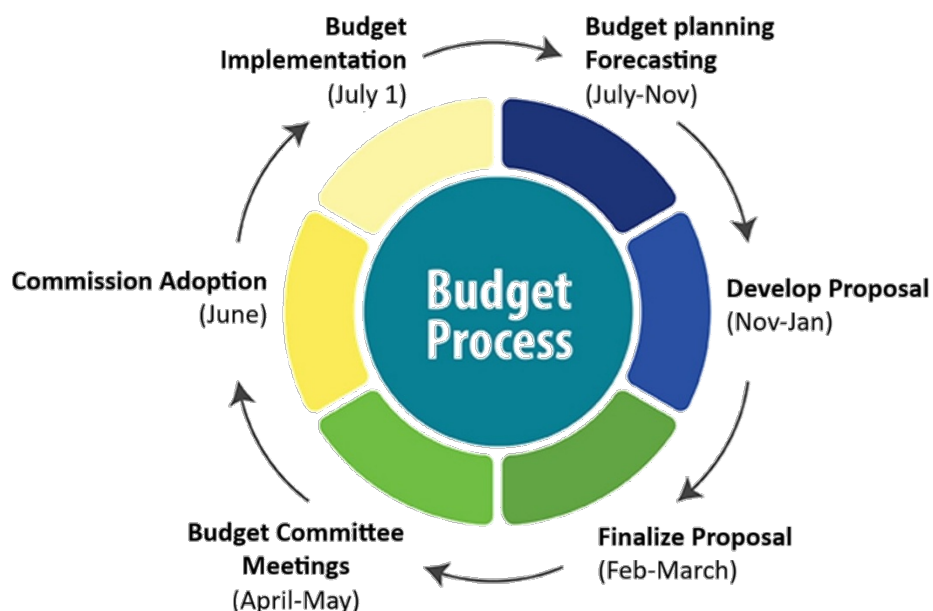 Budget
Implementation
(July 1)
Budget planning
Forecasting
(July-Nov)
Develop Proposal
(Nov-Jan)
Finalize Proposal
(Feb-March)
Budget Committee
Meetings
(April-May)
Commission Adoption
(June)
Budget
Process